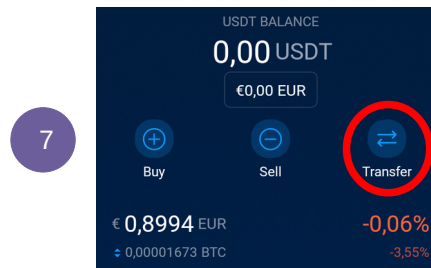 USDT BALANCE
0,00 USDT
€0,00 EUR
7
Buy
Sell
Transfer
€ 0,8994 EUR
-0,06%
0,00001673 BTC
-3,55%